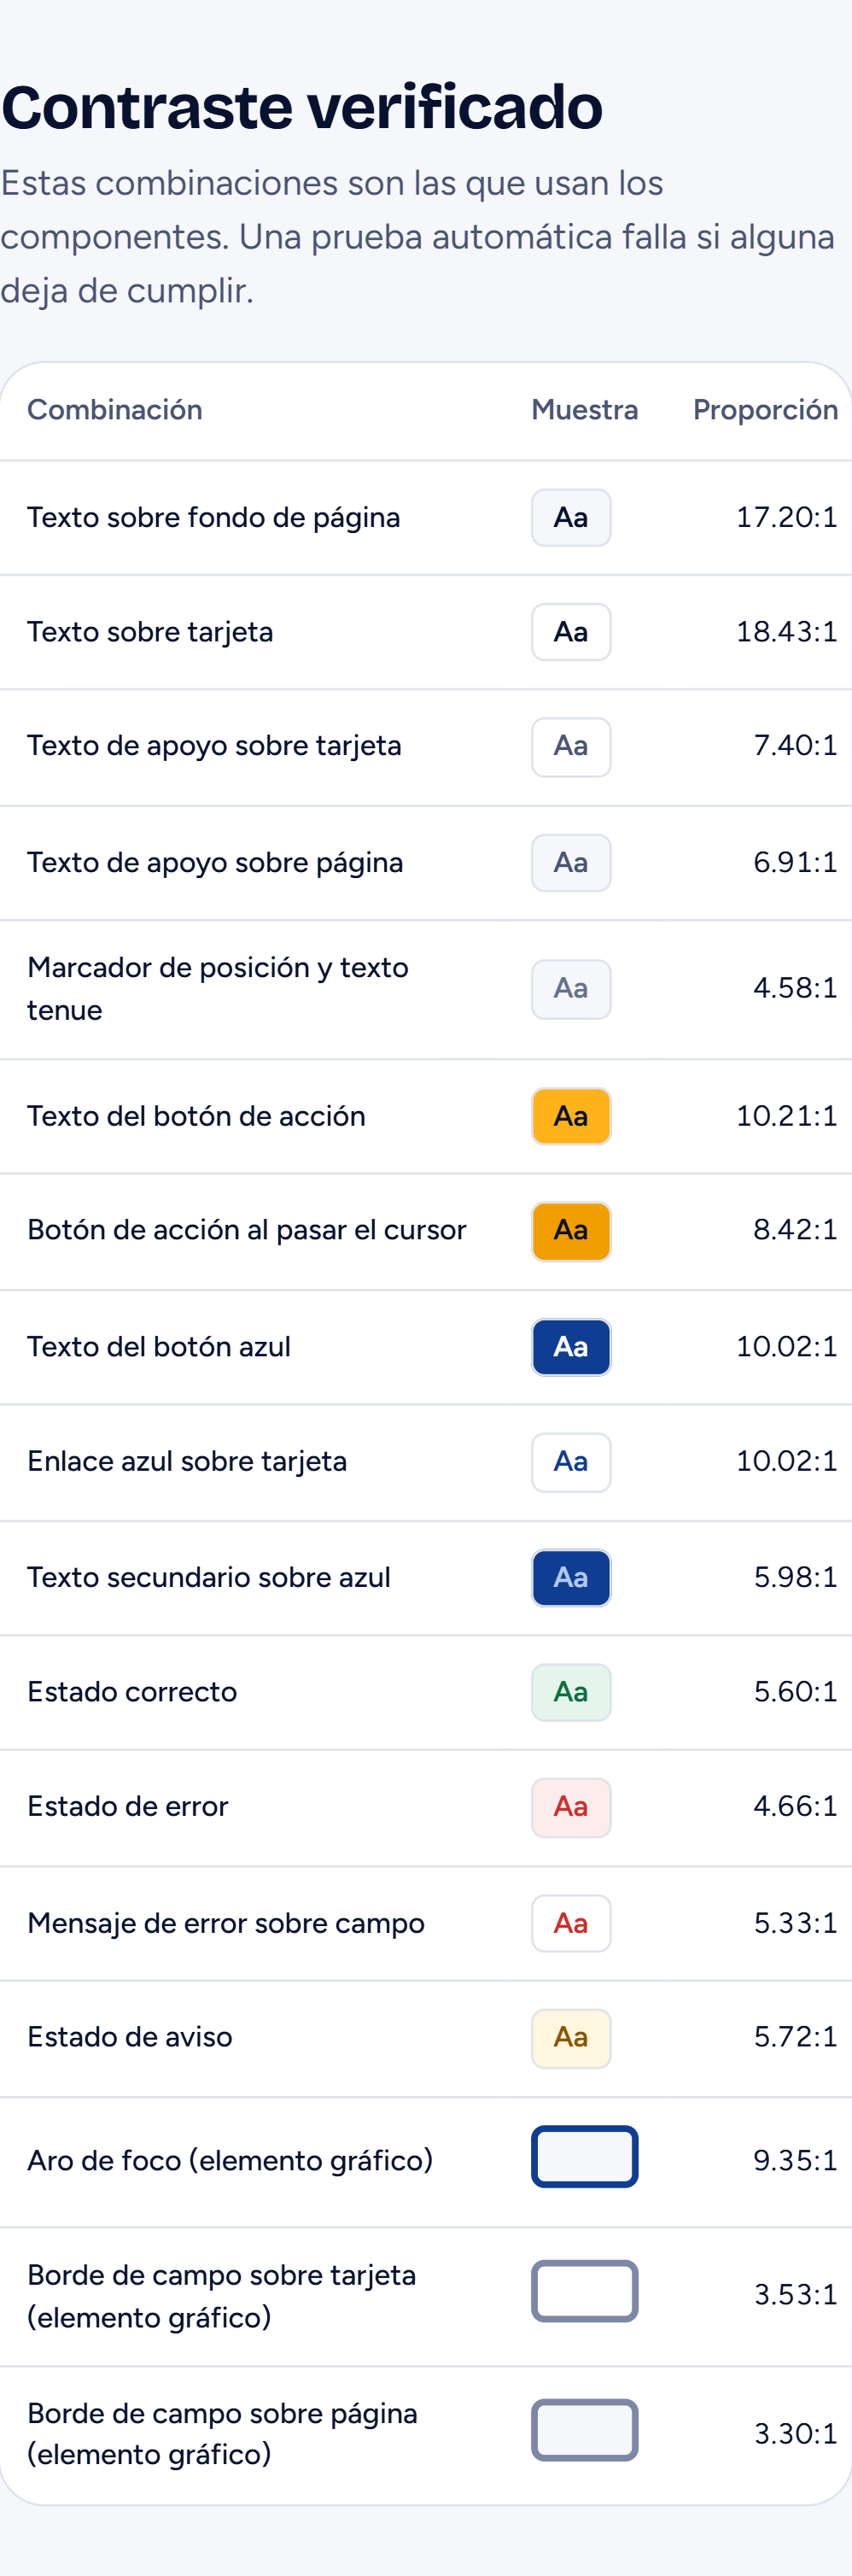 Contraste verificado
Estas combinaciones son las que usan los
componentes. Una prueba automática falla si alguna
deja de cumplir.
Combinación Muestra Proporción
Texto sobre fondo de página Aa 17.20:1
Texto sobre tarjeta Aa 18.43:1
Texto de apoyo sobre tarjeta Aa 7.40:1
Texto de apoyo sobre página Aa 6.91:1
Marcador de posición y texto
tenue Aa 4.58:1
Texto del botón de acción Aa 10.21:1
Botón de acción al pasar el cursor Aa 8.42:1
Texto del botón azul Aa 10.02:1
Enlace azul sobre tarjeta Aa 10.02:1
Texto secundario sobre azul Aa 5.98:1
Estado correcto Aa 5.60:1
Estado de error Aa 4.66:1
Mensaje de error sobre campo Aa 5.33:1
Estado de aviso Aa 5.72:1
Aro de foco (elemento gráfico) 9.35:1
Borde de campo sobre tarjeta
(elemento gráfico) 3.53:1
Borde de campo sobre página
(elemento gráfico) 3.30:1